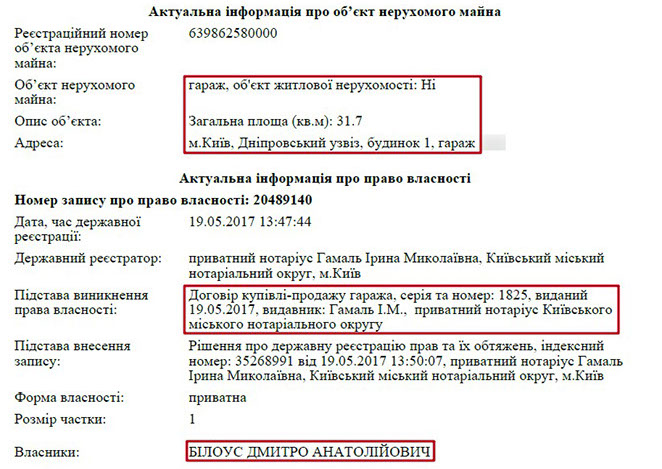 Актуальна інформація про об’єкт нерухомого майна
Реєстраційний номер 639862580000
об’єкта нерухомого
майна:
Об’єкт нерухомого гараж, об'єкт житлової нерухомості: Ні
майна:
Опис об’єкта: Загальна площа (кв.м): 31.7
Адреса: м.Київ, Дніпровський узвіз, будинок 1, гараж
Актуальна інформація про право власності
Номер запису про право власності: 20489140
Дата, час державної 19.05.2017 13:47:44
реєстрації:
Державний реєстратор: приватний нотаріус Гамаль Ірина Миколаївна, Київський міський
нотаріальний округ, м.Київ
Підстава виникнення Договір купівлі-продажу гаража, серія та номер: 1825, виданий
права власності: 19.05.2017, видавник: Гамаль І.М., приватний нотаріус Київського
міського нотаріального округу
Підстава внесення Рішення про державну реєстрацію прав та їх обтяжень, індексний
запису: номер: 35268991 від 19.05.2017 13:50:07, приватний нотаріус Гамаль
Ірина Миколаївна, Київський міський нотаріальний округ, м.Київ
Форма власності: приватна
Розмір частки: 1
Власники: БІЛОУС ДМИТРО АНАТОЛІЙОВИЧ